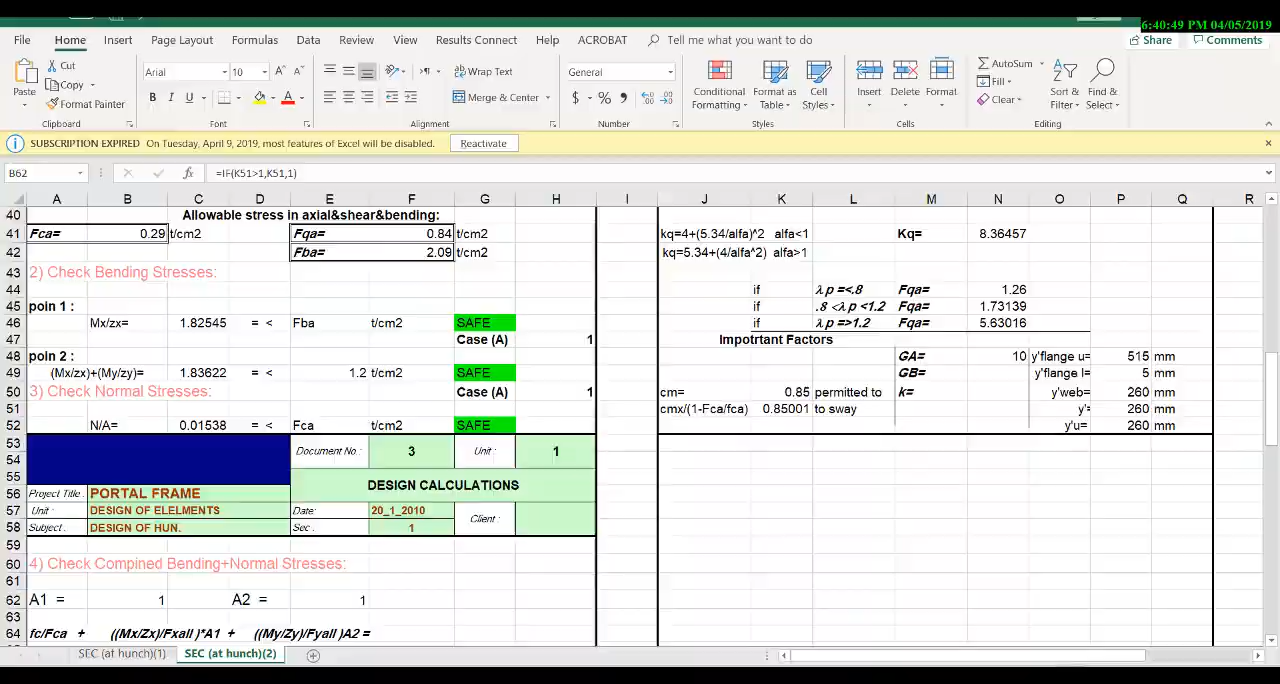 6:40:49 PM 04/05/2019
File Home Insert Page Layout Formulas Data Review View Help ACROBAT Tell me what you want to do Share Comments
Cut
Copy
Format Painter
Paste
Clipboard
Arial 10
B I U
Font
Wrap Text
Merge & Center
Alignment
General
$ % ,
Number
Conditional Formatting
Format as Table
Cell Styles
Styles
Insert Delete Format
Cells
AutoSum
Fill
Clear
Sort & Filter
Find & Select
Editing
SUBSCRIPTION EXPIRED On Tuesday, April 9, 2019, most features of Excel will be disabled. Reactivate
B62 fx =IF(K51>1,K51,1)
A B C D E F G H I J K L M N O P Q R
40 Allowable stress in axial&shear&bending:
41 Fca= 0.29 t/cm2 Fqa= 0.84 t/cm2 kq=4+(5.34/alfa)^2 alfa<1 Kq= 8.36457
42 Fba= 2.09 t/cm2 kq=5.34+(4/alfa^2) alfa>1
43 2) Check Bending Stresses:
44 if λ p =<.8 Fqa= 1.26
45 poin 1 : if .8 <λ p <1.2 Fqa= 1.73139
46 Mx/zx= 1.82545 = < Fba t/cm2 SAFE if λ p =>1.2 Fqa= 5.63016
47 Case (A) 1 Impotrtant Factors
48 poin 2 : GA= 10 y'flange u= 515 mm
49 (Mx/zx)+(My/zy)= 1.83622 = < 1.2 t/cm2 SAFE GB= y'flange l= 5 mm
50 3) Check Normal Stresses: Case (A) 1 cm= 0.85 permitted to k= y'web= 260 mm
51 cmx/(1-Fca/fca) 0.85001 to sway y'= 260 mm
52 N/A= 0.01538 = < Fca t/cm2 SAFE y'u= 260 mm
53 Document No.: 3 Unit : 1
54
55 DESIGN CALCULATIONS
56 Project Title : PORTAL FRAME
57 Unit : DESIGN OF ELELMENTS Date: 20_1_2010 Client :
58 Subject : DESIGN OF HUN. Sec : 1
59
60 4) Check Compined Bending+Normal Stresses:
61
62 A1 = 1 A2 = 1
63
64 fc/Fca + ((Mx/Zx)/Fxall )*A1 + ((My/Zy)/Fyall )A2 =
SEC (at hunch)(1) SEC (at hunch)(2)